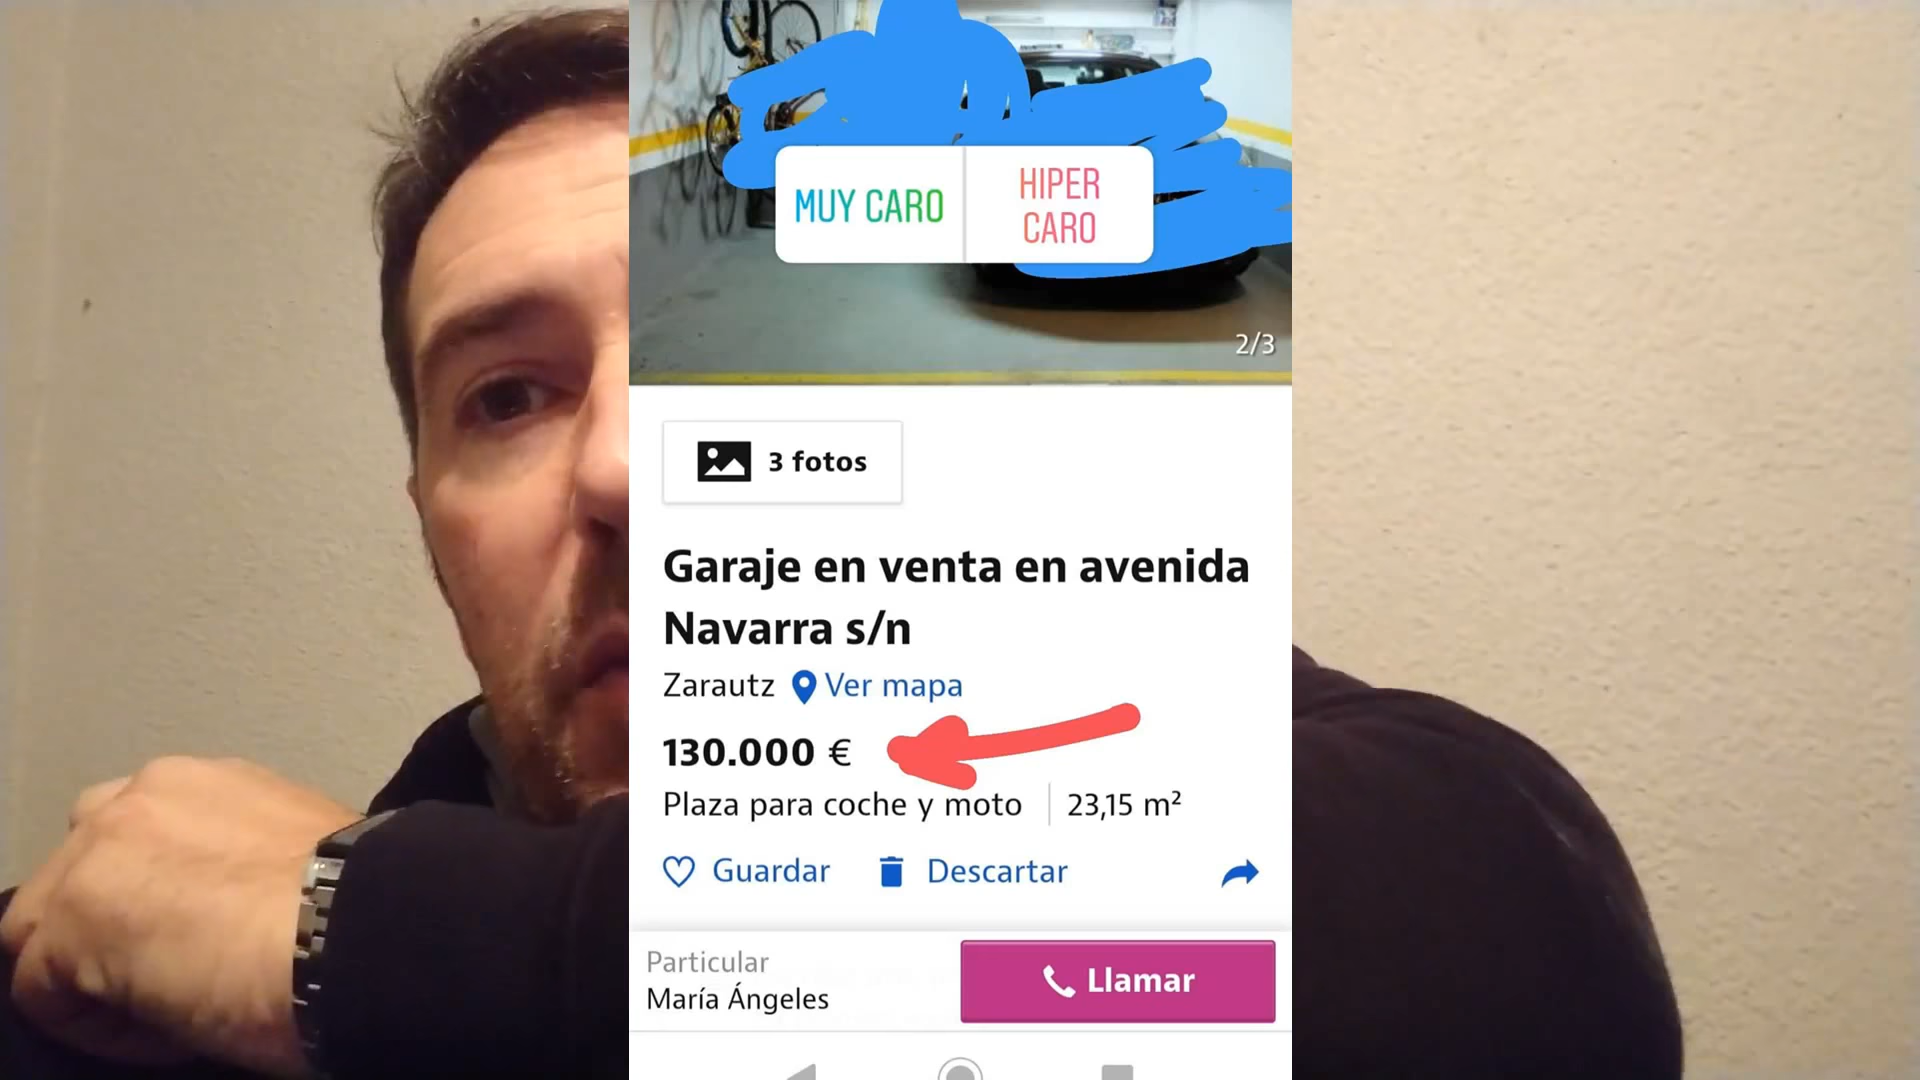 MUY CARO
HIPER
CARO
2/3
3 fotos
Garaje en venta en avenida
Navarra s/n
Zarautz Ver mapa
130.000 €
Plaza para coche y moto 23,15 m²
Guardar Descartar
Particular
María Ángeles
Llamar